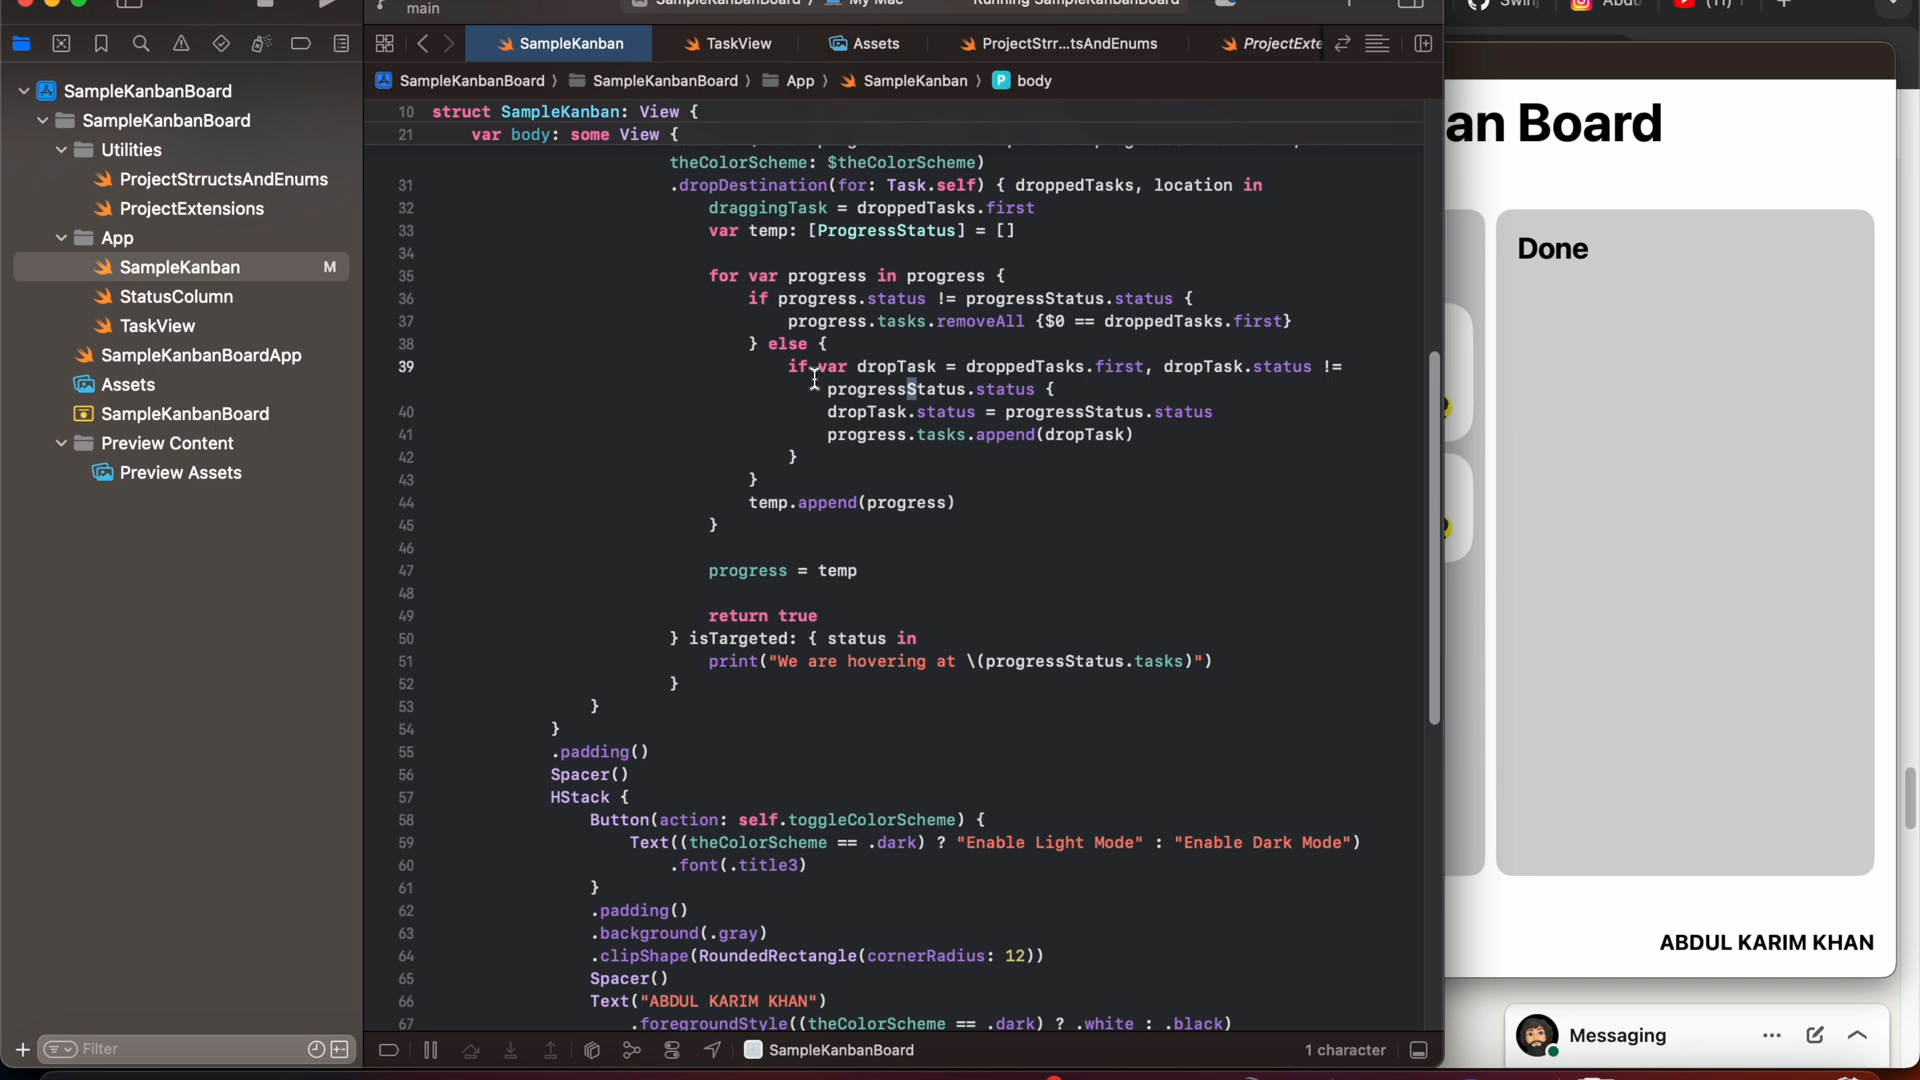 main
Running SampleKanbanBoard
SampleKanban
TaskView
Assets
ProjectStrr...tsAndEnums
ProjectExte
SampleKanbanBoard
SampleKanbanBoard
App
SampleKanban
body
SampleKanbanBoard
SampleKanbanBoard
Utilities
ProjectStrructsAndEnums
ProjectExtensions
App
SampleKanban M
StatusColumn
TaskView
SampleKanbanBoardApp
Assets
SampleKanbanBoard
Preview Content
Preview Assets
Filter
10 struct SampleKanban: View {
21 var body: some View {
theColorScheme: $theColorScheme)
31 .dropDestination(for: Task.self) { droppedTasks, location in
32 draggingTask = droppedTasks.first
33 var temp: [ProgressStatus] = []
34
35 for var progress in progress {
36 if progress.status != progressStatus.status {
37 progress.tasks.removeAll {$0 == droppedTasks.first}
38 } else {
39 if var dropTask = droppedTasks.first, dropTask.status !=
progressStatus.status {
40 dropTask.status = progressStatus.status
41 progress.tasks.append(dropTask)
42 }
43 }
44 temp.append(progress)
45 }
46
47 progress = temp
48
49 return true
50 } isTargeted: { status in
51 print("We are hovering at \(progressStatus.tasks)")
52 }
53 }
54 }
55 .padding()
56 Spacer()
57 HStack {
58 Button(action: self.toggleColorScheme) {
59 Text((theColorScheme == .dark) ? "Enable Light Mode" : "Enable Dark Mode")
60 .font(.title3)
61 }
62 .padding()
63 .background(.gray)
64 .clipShape(RoundedRectangle(cornerRadius: 12))
65 Spacer()
66 Text("ABDUL KARIM KHAN")
67 .foregroundStyle((theColorScheme == .dark) ? .white : .black)
SampleKanbanBoard
1 character
an Board
Done
ABDUL KARIM KHAN
Messaging